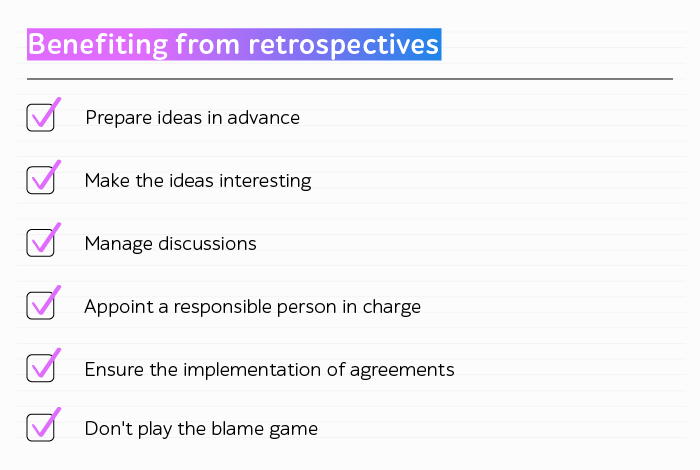 Benefiting from retrospectives
Prepare ideas in advance
Make the ideas interesting
Manage discussions
Appoint a responsible person in charge
Ensure the implementation of agreements
Don't play the blame game